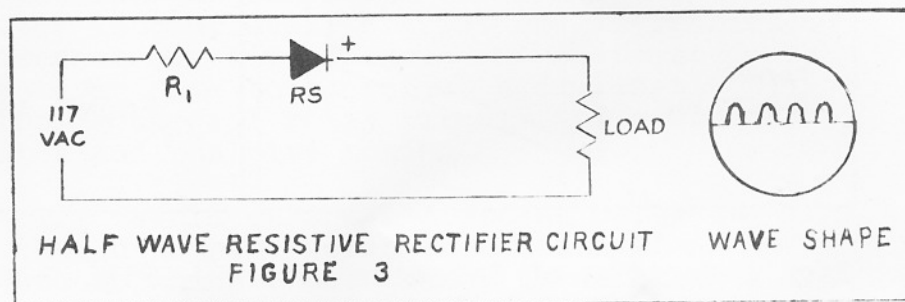 117
VAC
R1
RS
+
LOAD
HALF WAVE RESISTIVE RECTIFIER CIRCUIT
FIGURE 3
WAVE SHAPE